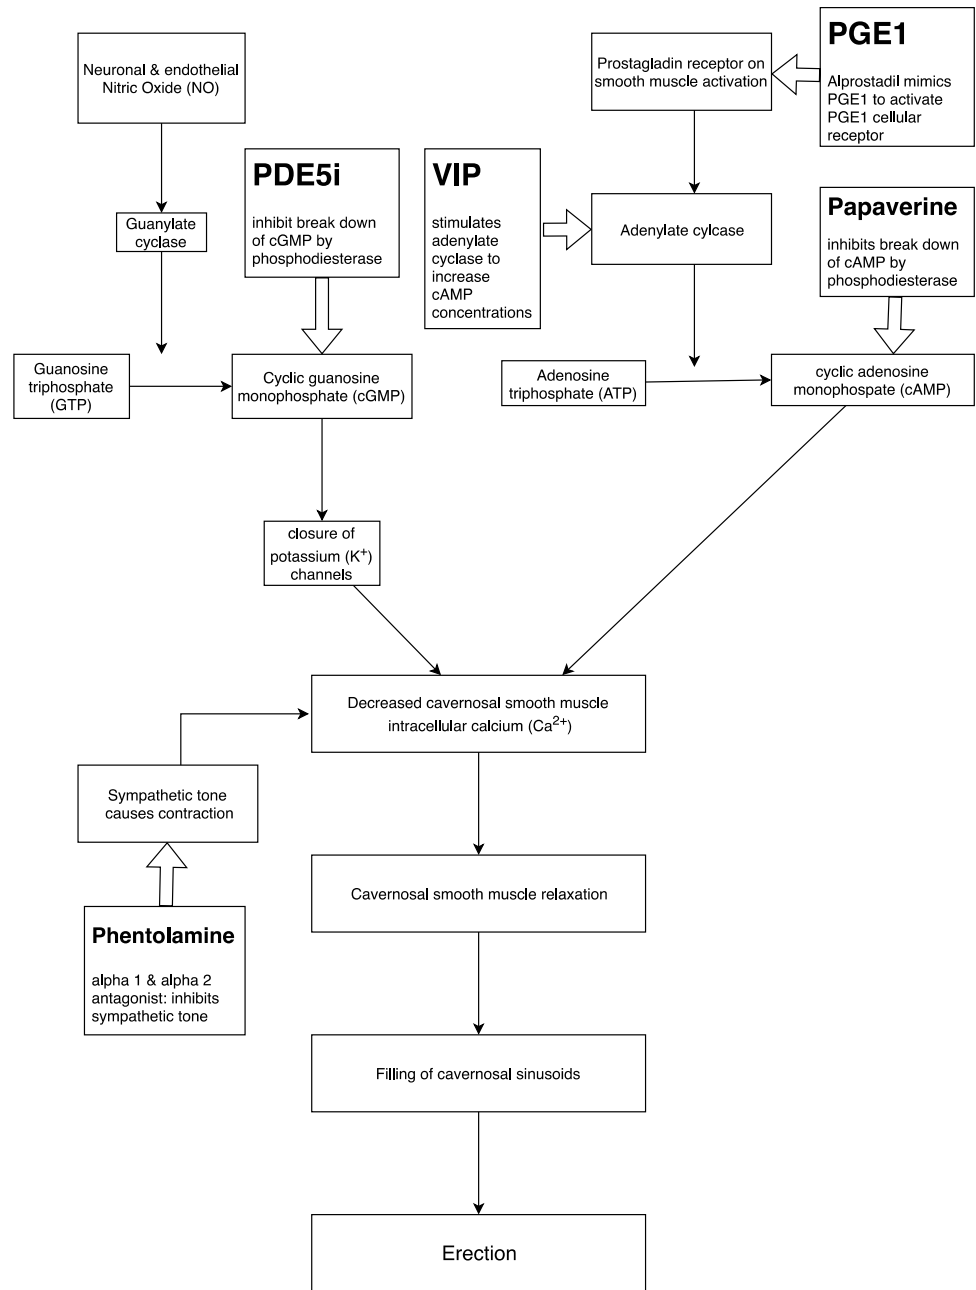 Neuronal & endothelial
Nitric Oxide (NO)
Prostagladin receptor on
smooth muscle activation
PGE1
Alprostadil mimics
PGE1 to activate
PGE1 cellular
receptor
PDE5i
inhibit break down
of cGMP by
phosphodiesterase
VIP
stimulates
adenylate
cyclase to
increase
cAMP
concentrations
Guanylate
cyclase
Adenylate cylcase
Papaverine
inhibits break down
of cAMP by
phosphodiesterase
Guanosine
triphosphate
(GTP)
Cyclic guanosine
monophosphate (cGMP)
Adenosine
triphosphate (ATP)
cyclic adenosine
monophospate (cAMP)
closure of
potassium (K⁺)
channels
Decreased cavernosal smooth muscle
intracellular calcium (Ca²⁺)
Sympathetic tone
causes contraction
Cavernosal smooth muscle relaxation
Phentolamine
alpha 1 & alpha 2
antagonist: inhibits
sympathetic tone
Filling of cavernosal sinusoids
Erection